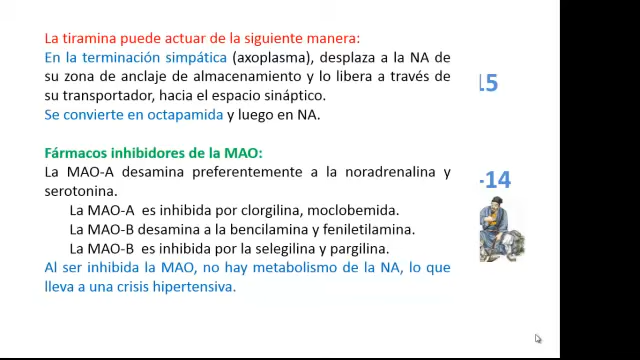 La tiramina puede actuar de la siguiente manera:
En la terminación simpática (axoplasma), desplaza a la NA de
su zona de anclaje de almacenamiento y lo libera a través de
su transportador, hacia el espacio sináptico.
Se convierte en octapamida y luego en NA.
Fármacos inhibidores de la MAO:
La MAO-A desamina preferentemente a la noradrenalina y
serotonina.
La MAO-A es inhibida por clorgilina, moclobemida.
La MAO-B desamina a la bencilamina y feniletilamina.
La MAO-B es inhibida por la selegilina y pargilina.
Al ser inhibida la MAO, no hay metabolismo de la NA, lo que
lleva a una crisis hipertensiva.
15
-14